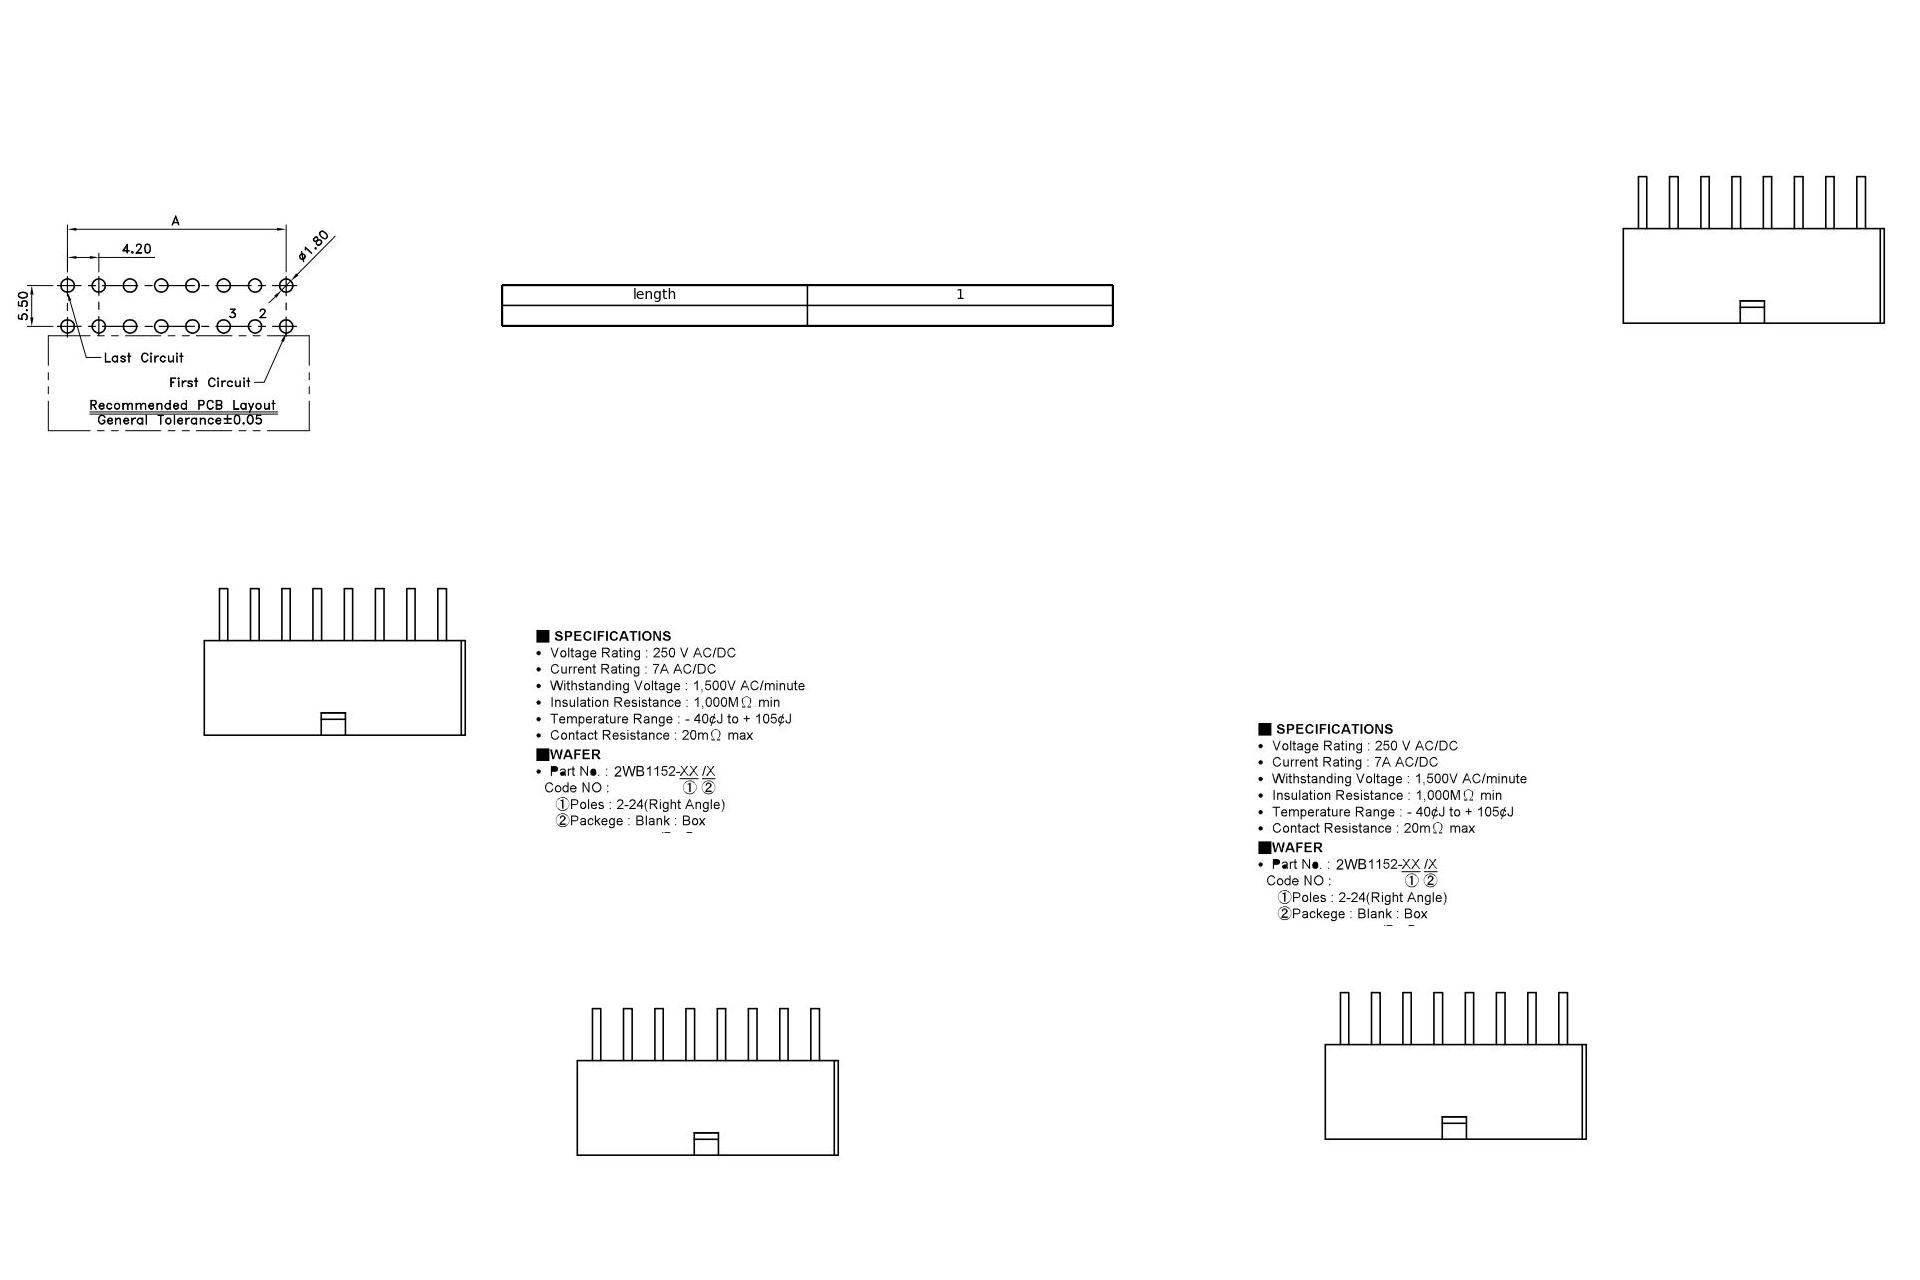 A
4.20
ø1.80
5.50
3 2
Last Circuit
First Circuit
Recommended PCB Layout
General Tolerance±0.05
length 1
■ SPECIFICATIONS
• Voltage Rating : 250 V AC/DC
• Current Rating : 7A AC/DC
• Withstanding Voltage : 1,500V AC/minute
• Insulation Resistance : 1,000MΩ min
• Temperature Range : - 40¢J to + 105¢J
• Contact Resistance : 20mΩ max
■WAFER
• Part No. : 2WB1152-XX /X
Code NO : ① ②
①Poles : 2-24(Right Angle)
②Packege : Blank : Box
■ SPECIFICATIONS
• Voltage Rating : 250 V AC/DC
• Current Rating : 7A AC/DC
• Withstanding Voltage : 1,500V AC/minute
• Insulation Resistance : 1,000MΩ min
• Temperature Range : - 40¢J to + 105¢J
• Contact Resistance : 20mΩ max
■WAFER
• Part No. : 2WB1152-XX /X
Code NO : ① ②
①Poles : 2-24(Right Angle)
②Packege : Blank : Box